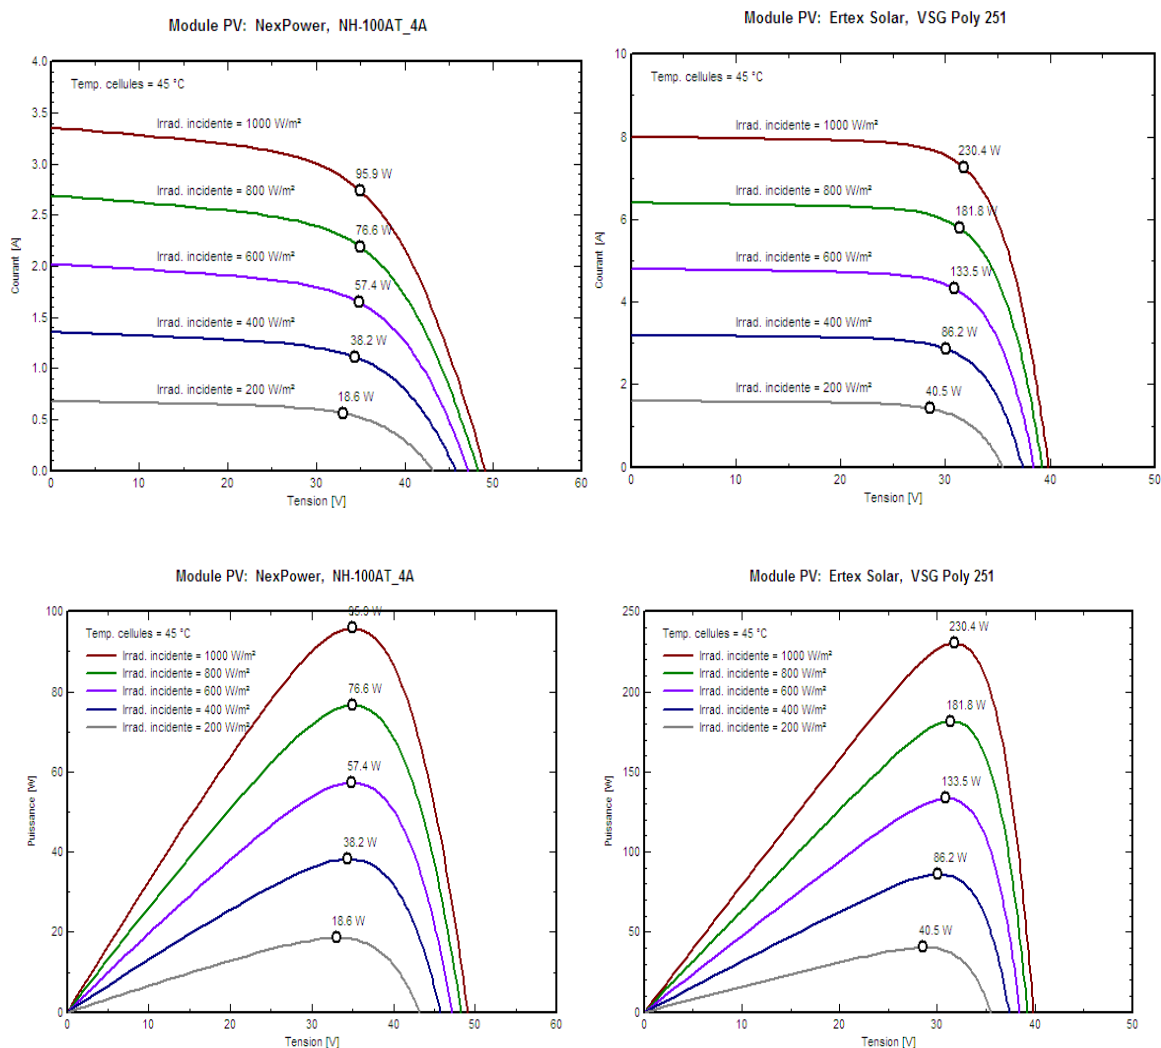 Module PV: NexPower, NH-100AT_4A
4.0
3.5
3.0
2.5
2.0
1.5
1.0
0.5
0.0
Courant [A]
Temp. cellules = 45 °C
Irrad. incidente = 1000 W/m²
95.9 W
Irrad. incidente = 800 W/m²
76.6 W
Irrad. incidente = 600 W/m²
57.4 W
Irrad. incidente = 400 W/m²
38.2 W
Irrad. incidente = 200 W/m²
18.6 W
0 10 20 30 40 50 60
Tension [V]
Module PV: Ertex Solar, VSG Poly 251
10
8
6
4
2
0
Courant [A]
Temp. cellules = 45 °C
Irrad. incidente = 1000 W/m²
230.4 W
Irrad. incidente = 800 W/m²
181.8 W
Irrad. incidente = 600 W/m²
133.5 W
Irrad. incidente = 400 W/m²
86.2 W
Irrad. incidente = 200 W/m²
40.5 W
0 10 20 30 40 50
Tension [V]
Module PV: NexPower, NH-100AT_4A
100
80
60
40
20
0
Puissance [W]
Temp. cellules = 45 °C
Irrad. incidente = 1000 W/m²
Irrad. incidente = 800 W/m²
Irrad. incidente = 600 W/m²
Irrad. incidente = 400 W/m²
Irrad. incidente = 200 W/m²
95.9 W
76.6 W
57.4 W
38.2 W
18.6 W
0 10 20 30 40 50 60
Tension [V]
Module PV: Ertex Solar, VSG Poly 251
250
200
150
100
50
0
Puissance [W]
Temp. cellules = 45 °C
Irrad. incidente = 1000 W/m²
Irrad. incidente = 800 W/m²
Irrad. incidente = 600 W/m²
Irrad. incidente = 400 W/m²
Irrad. incidente = 200 W/m²
230.4 W
181.8 W
133.5 W
86.2 W
40.5 W
0 10 20 30 40 50
Tension [V]